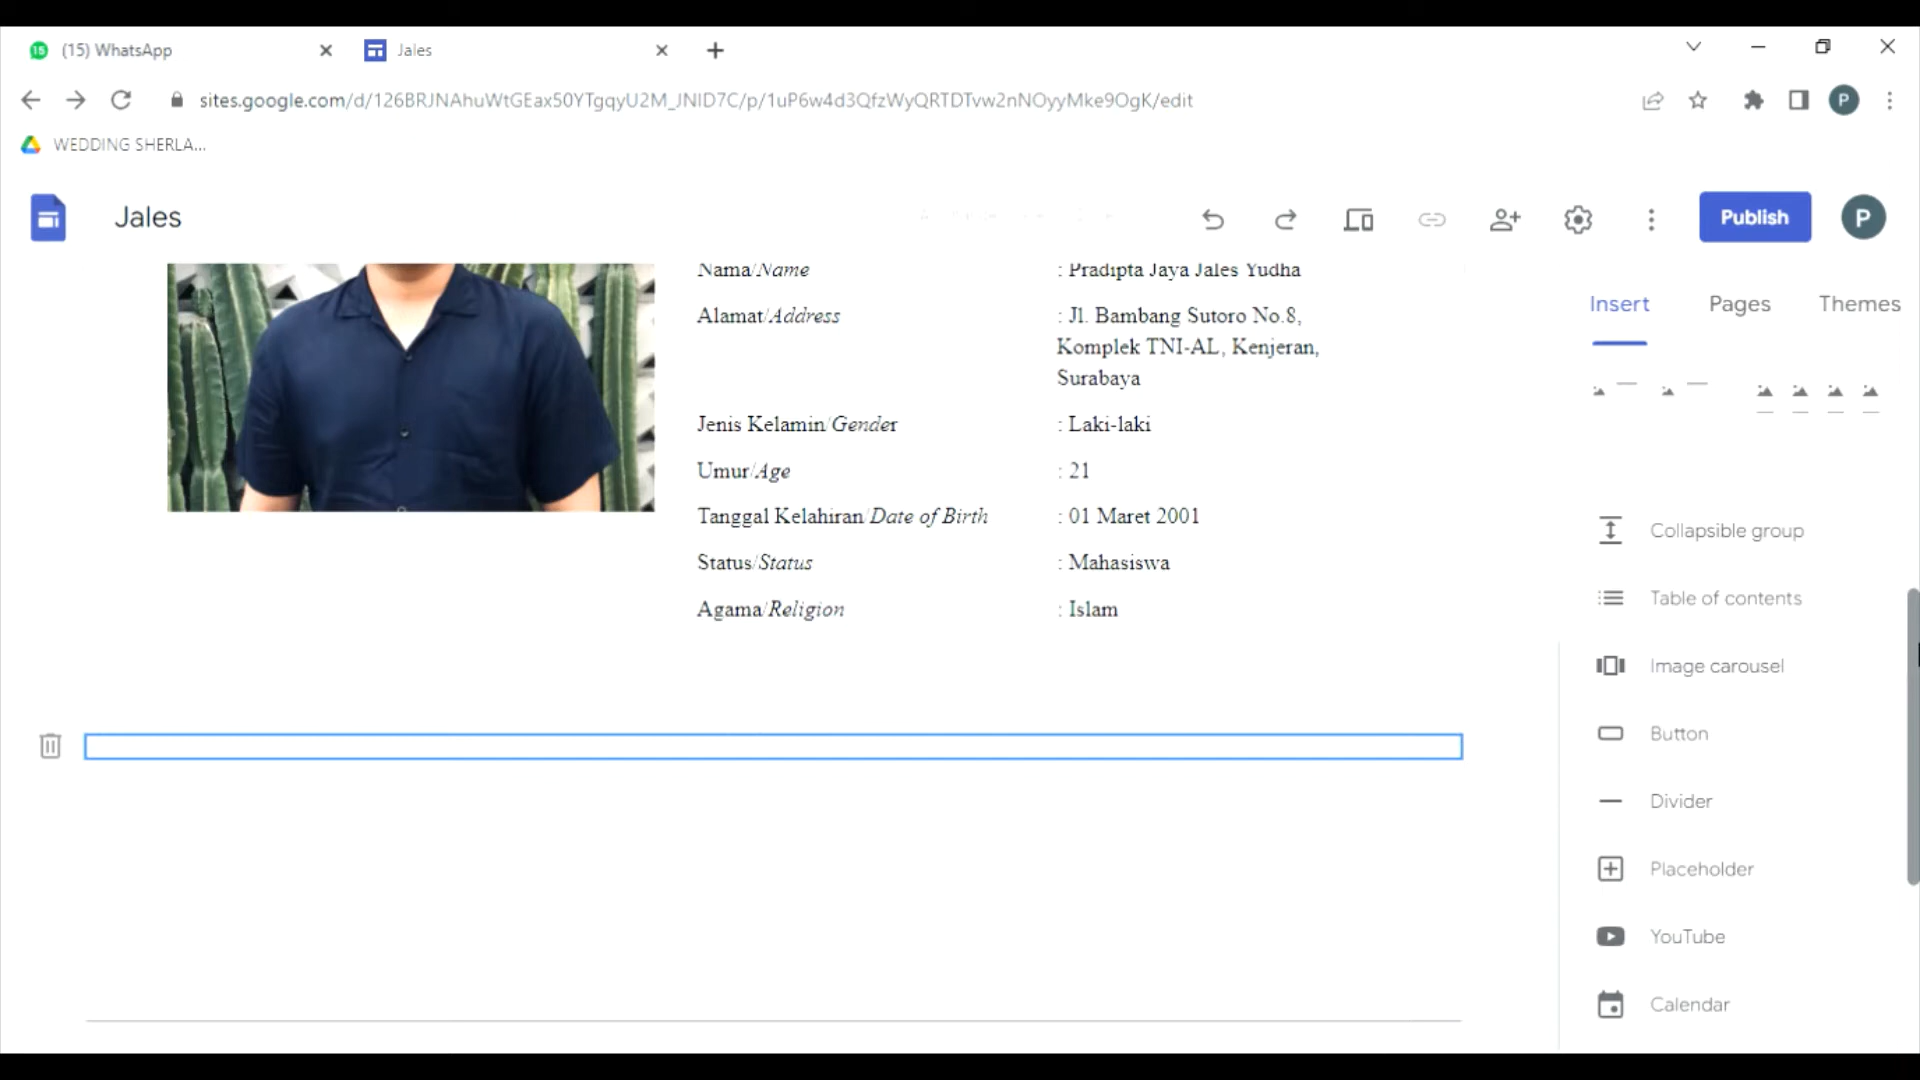 (15) WhatsApp
Jales
sites.google.com/d/126BRJNAhuWtGEax50YTgqyU2M_JNID7C/p/1uP6w4d3QfzWyQRTDTvw2nNOyyMke9OgK/edit
P
WEDDING SHERLA...
Jales
Publish
P
Insert
Pages
Themes
Nama/Name : Pradipta Jaya Jales Yudha
Alamat/Address : Jl. Bambang Sutoro No.8,
Komplek TNI-AL, Kenjeran,
Surabaya
Jenis Kelamin/Gender : Laki-laki
Umur/Age : 21
Tanggal Kelahiran/Date of Birth : 01 Maret 2001
Status/Status : Mahasiswa
Agama/Religion : Islam
Collapsible group
Table of contents
Image carousel
Button
Divider
Placeholder
YouTube
Calendar